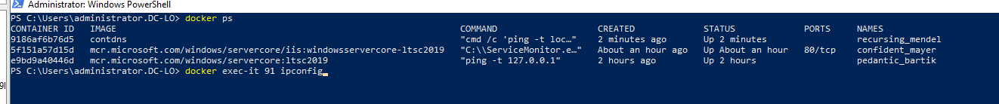 Administrator: Windows PowerShell
PS C:\Users\administrator.DC-LO> docker ps
CONTAINER ID IMAGE COMMAND CREATED STATUS PORTS NAMES
9186af6b76d5 contdns "cmd /c 'ping -t loc…" 2 minutes ago Up 2 minutes recursing_mendel
5f151a57d15d mcr.microsoft.com/windows/servercore/iis:windowsservercore-ltsc2019 "C:\\ServiceMonitor.e…" About an hour ago Up About an hour 80/tcp confident_mayer
e9bd9a40446d mcr.microsoft.com/windows/servercore:ltsc2019 "ping -t 127.0.0.1" 2 hours ago Up 2 hours pedantic_bartik
PS C:\Users\administrator.DC-LO> docker exec-it 91 ipconfig_